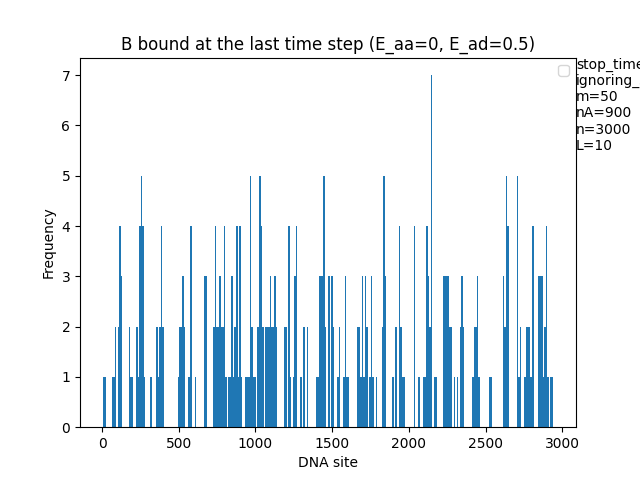 B bound at the last time step (E_aa=0, E_ad=0.5)
stop_time
ignoring_
m=50
nA=900
n=3000
L=10
7
6
5
4
3
2
1
0
Frequency
0 500 1000 1500 2000 2500 3000
DNA site